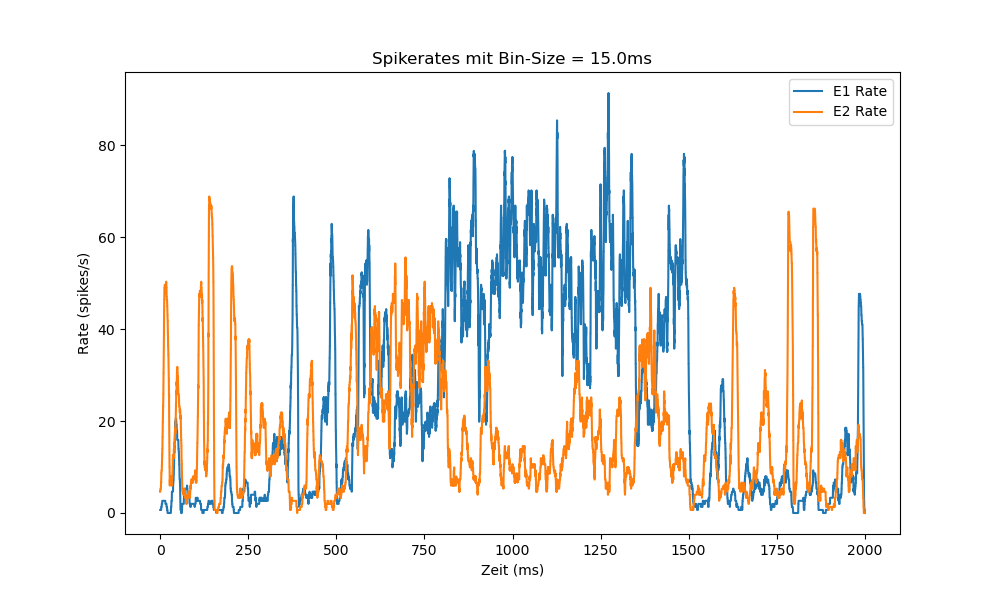 Spikerates mit Bin-Size = 15.0ms
E1 Rate
E2 Rate
Rate (spikes/s)
80
60
40
20
0
0 250 500 750 1000 1250 1500 1750 2000
Zeit (ms)